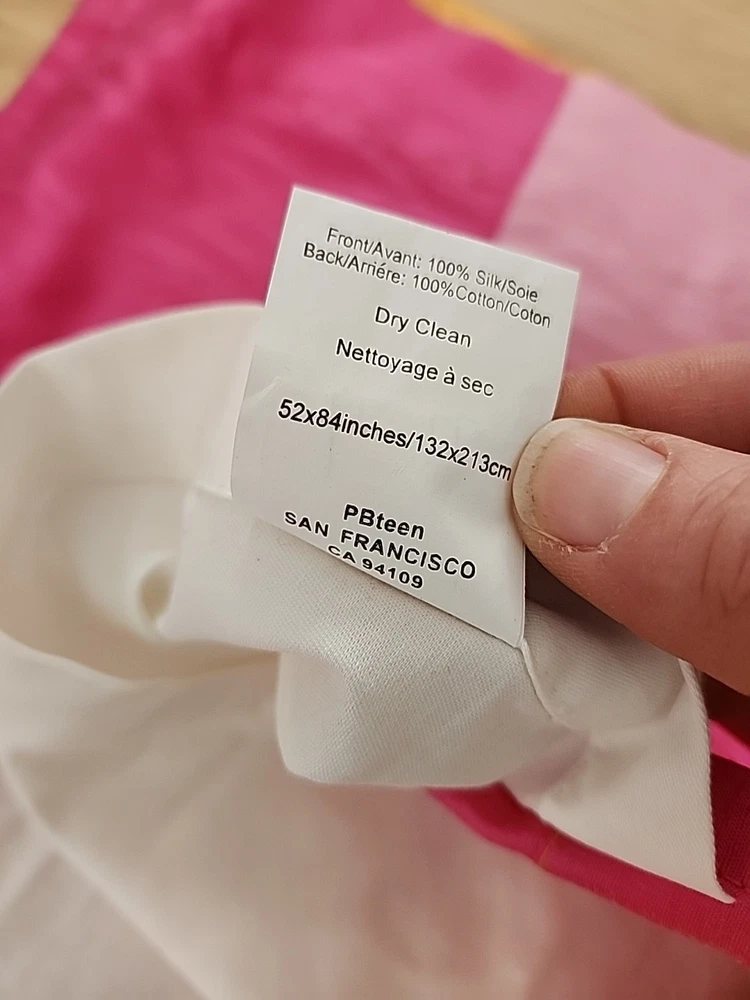 Front/Avant: 100% Silk/Soie
Back/Arriére: 100%Cotton/Coton
Dry Clean
Nettoyage à sec
52x84inches/132x213cm
PBteen
SAN FRANCISCO
CA 94109